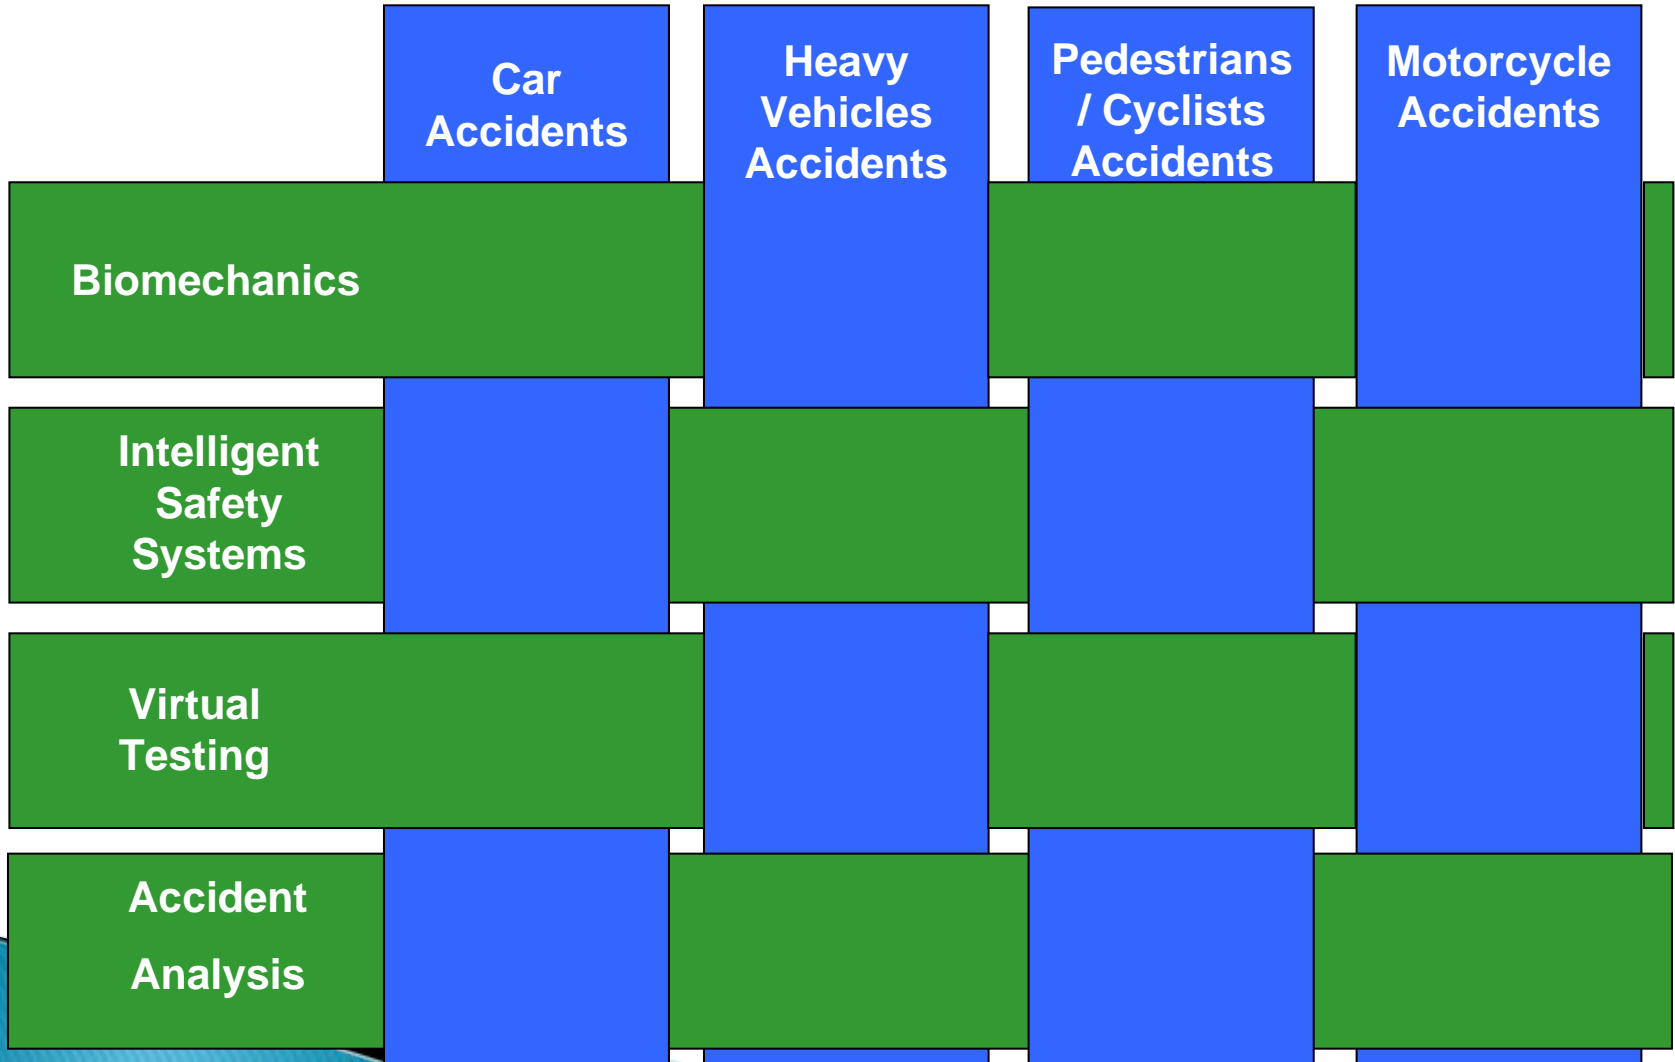 Car
Accidents
Heavy
Vehicles
Accidents
Pedestrians
/ Cyclists
Accidents
Motorcycle
Accidents
Biomechanics
Intelligent
Safety
Systems
Virtual
Testing
Accident
Analysis